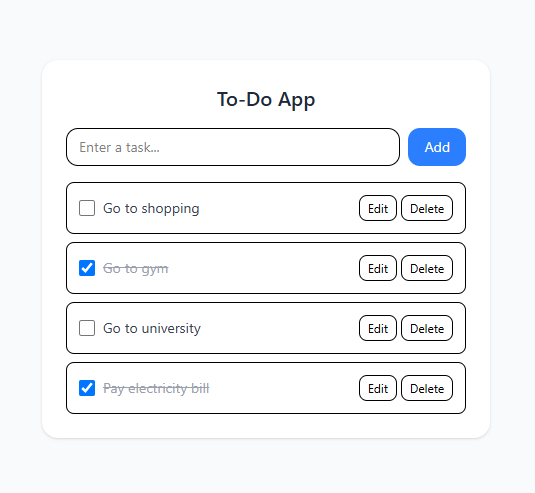 To-Do App
Enter a task...
Add
Go to shopping
Edit
Delete
Go to gym
Edit
Delete
Go to university
Edit
Delete
Pay electricity bill
Edit
Delete